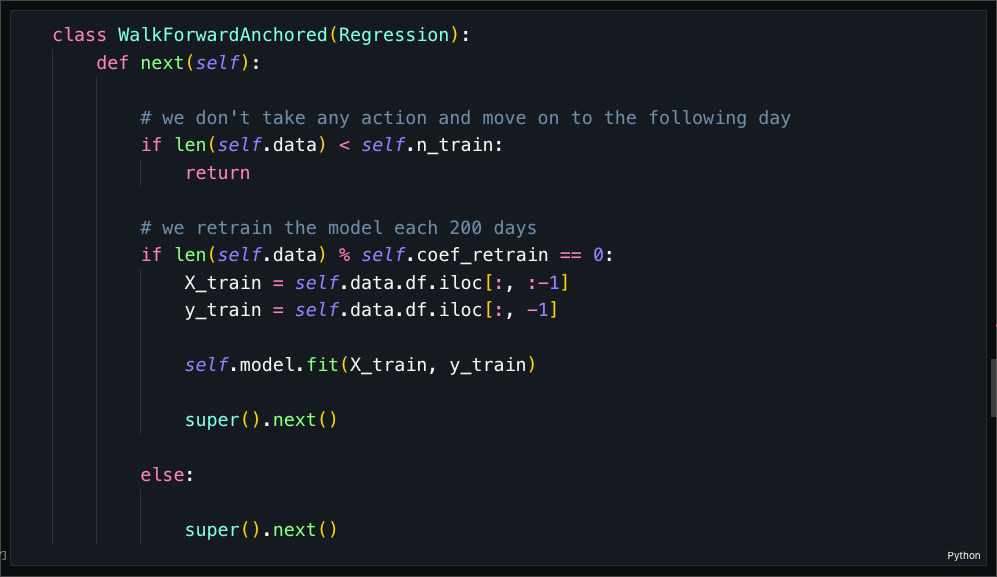 class WalkForwardAnchored(Regression):
    def next(self):

        # we don't take any action and move on to the following day
        if len(self.data) < self.n_train:
            return

        # we retrain the model each 200 days
        if len(self.data) % self.coef_retrain == 0:
            X_train = self.data.df.iloc[:, :-1]
            y_train = self.data.df.iloc[:, -1]

            self.model.fit(X_train, y_train)

            super().next()

        else:

            super().next()
Python